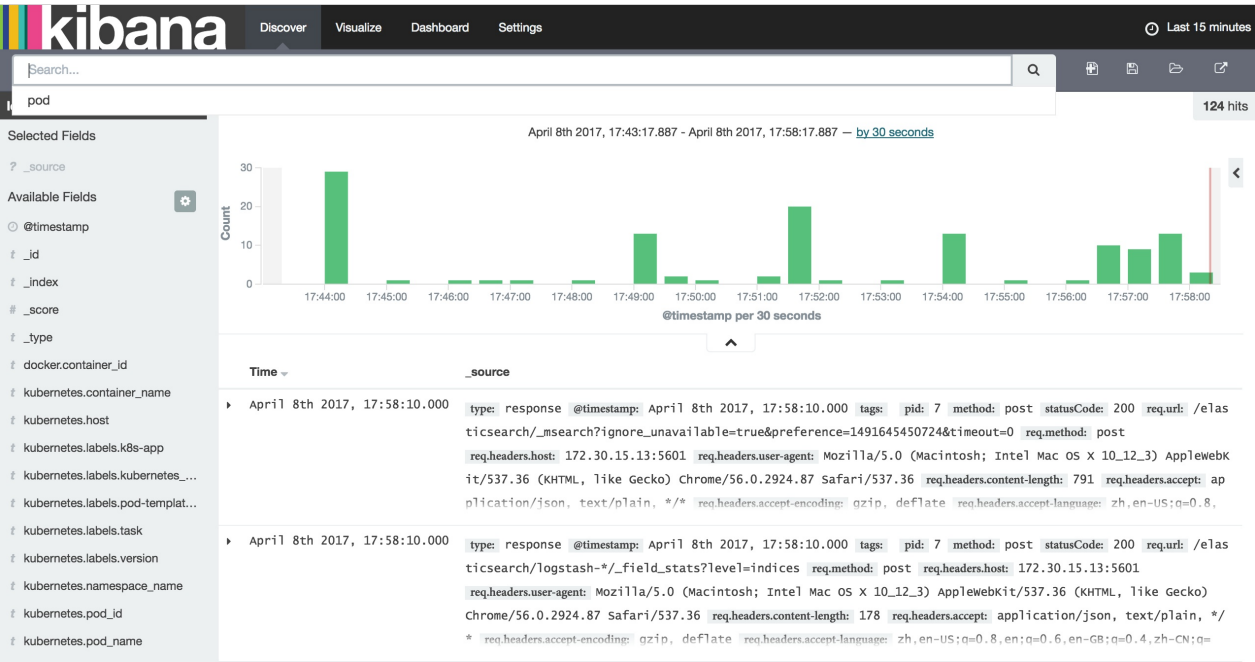 kibana Discover Visualize Dashboard Settings Last 15 minutes
Search...
pod
124 hits
Selected Fields
? _source
Available Fields
@timestamp
t _id
t _index
# _score
t _type
t docker.container_id
t kubernetes.container_name
t kubernetes.host
t kubernetes.labels.k8s-app
t kubernetes.labels.kubernetes_...
t kubernetes.labels.pod-templat...
t kubernetes.labels.task
t kubernetes.labels.version
t kubernetes.namespace_name
t kubernetes.pod_id
t kubernetes.pod_name
April 8th 2017, 17:43:17.887 - April 8th 2017, 17:58:17.887 — by 30 seconds
Count
30
20
10
0
17:44:00 17:45:00 17:46:00 17:47:00 17:48:00 17:49:00 17:50:00 17:51:00 17:52:00 17:53:00 17:54:00 17:55:00 17:56:00 17:57:00 17:58:00
@timestamp per 30 seconds
Time _source
April 8th 2017, 17:58:10.000 type: response @timestamp: April 8th 2017, 17:58:10.000 tags: pid: 7 method: post statusCode: 200 req.url: /elas
ticsearch/_msearch?ignore_unavailable=true&preference=1491645450724&timeout=0 req.method: post
req.headers.host: 172.30.15.13:5601 req.headers.user-agent: Mozilla/5.0 (Macintosh; Intel Mac OS X 10_12_3) AppleWebK
it/537.36 (KHTML, like Gecko) Chrome/56.0.2924.87 Safari/537.36 req.headers.content-length: 791 req.headers.accept: ap
plication/json, text/plain, */* req.headers.accept-encoding: gzip, deflate req.headers.accept-language: zh,en-US;q=0.8,
April 8th 2017, 17:58:10.000 type: response @timestamp: April 8th 2017, 17:58:10.000 tags: pid: 7 method: post statusCode: 200 req.url: /elas
ticsearch/logstash-*/_field_stats?level=indices req.method: post req.headers.host: 172.30.15.13:5601
req.headers.user-agent: Mozilla/5.0 (Macintosh; Intel Mac OS X 10_12_3) AppleWebKit/537.36 (KHTML, like Gecko)
Chrome/56.0.2924.87 Safari/537.36 req.headers.content-length: 178 req.headers.accept: application/json, text/plain, */
* req.headers.accept-encoding: gzip, deflate req.headers.accept-language: zh,en-US;q=0.8,en;q=0.6,en-GB;q=0.4,zh-CN;q=